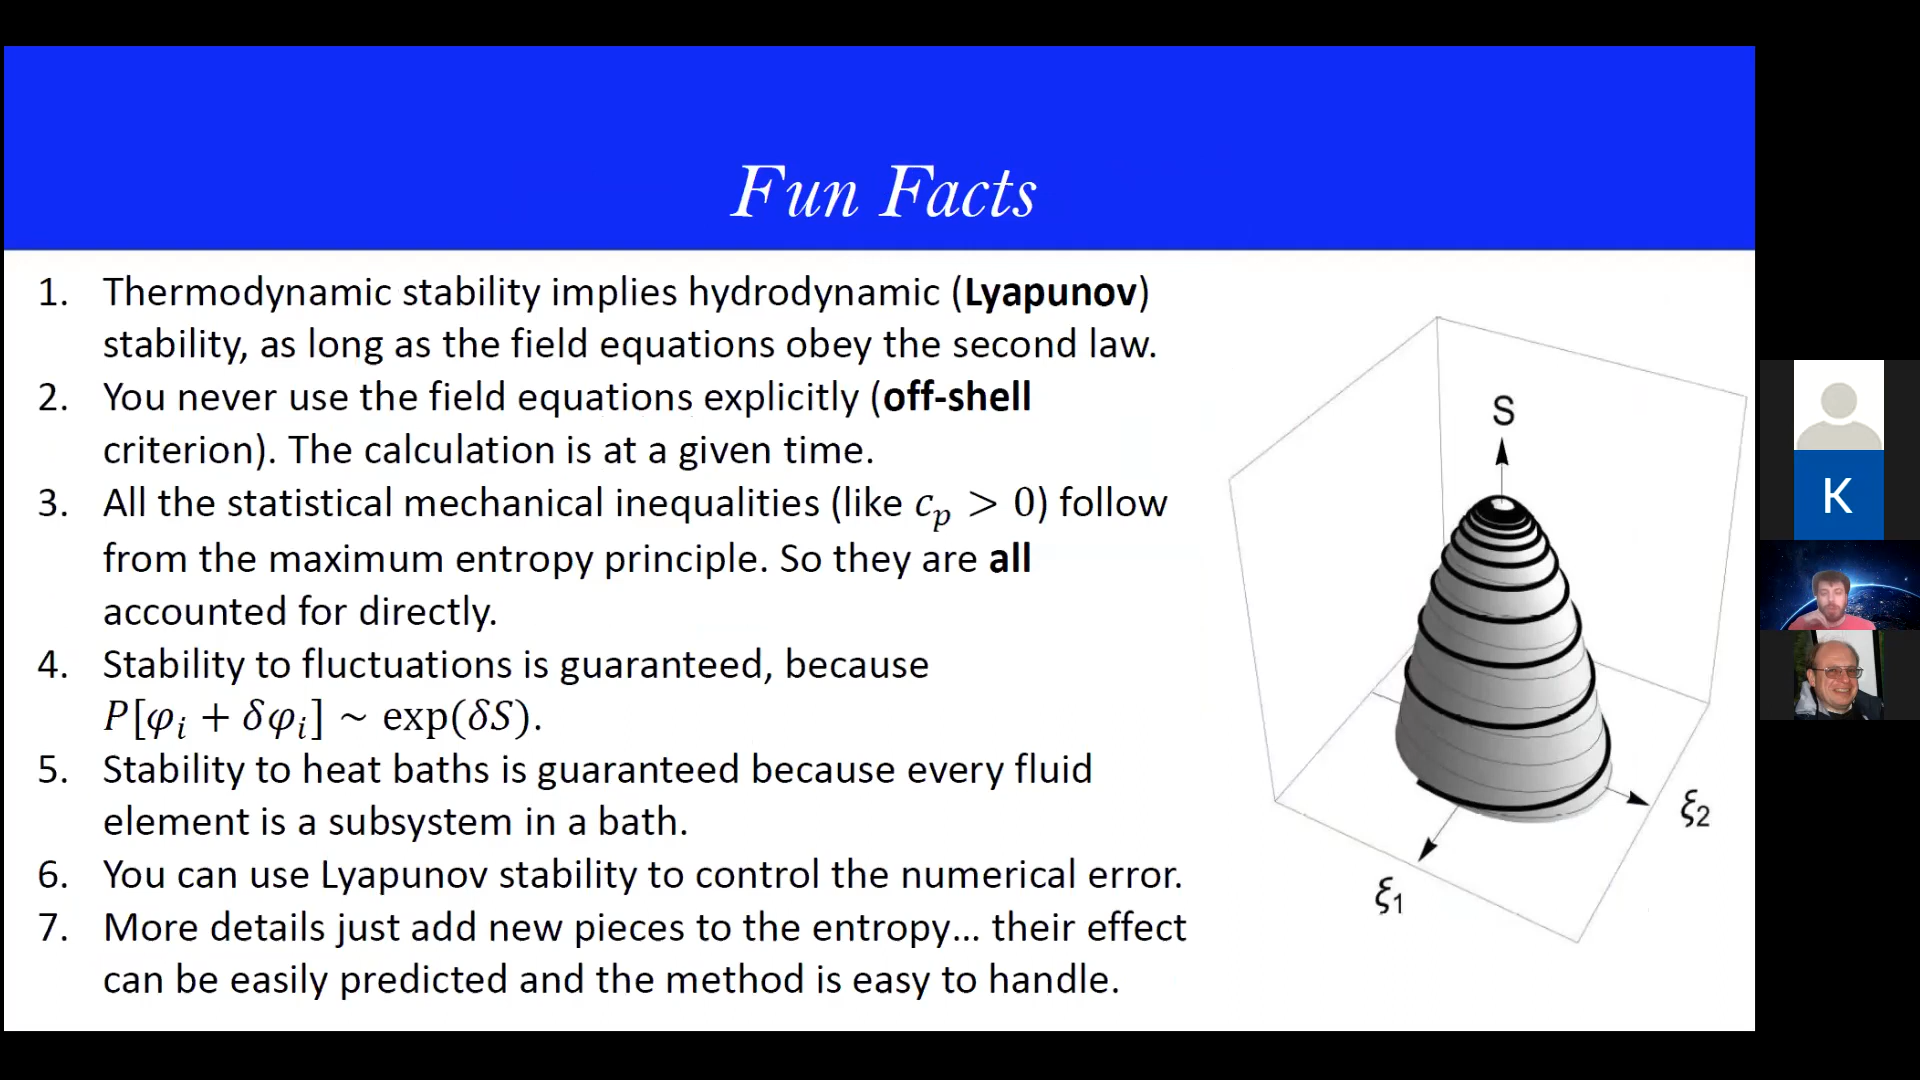 Fun Facts
1. Thermodynamic stability implies hydrodynamic (Lyapunov)
stability, as long as the field equations obey the second law.
2. You never use the field equations explicitly (off-shell
criterion). The calculation is at a given time.
3. All the statistical mechanical inequalities (like c_p > 0) follow
from the maximum entropy principle. So they are all
accounted for directly.
4. Stability to fluctuations is guaranteed, because
P[φ_i + δφ_i] ~ exp(δS).
5. Stability to heat baths is guaranteed because every fluid
element is a subsystem in a bath.
6. You can use Lyapunov stability to control the numerical error.
7. More details just add new pieces to the entropy... their effect
can be easily predicted and the method is easy to handle.
S
ξ2
ξ1
K